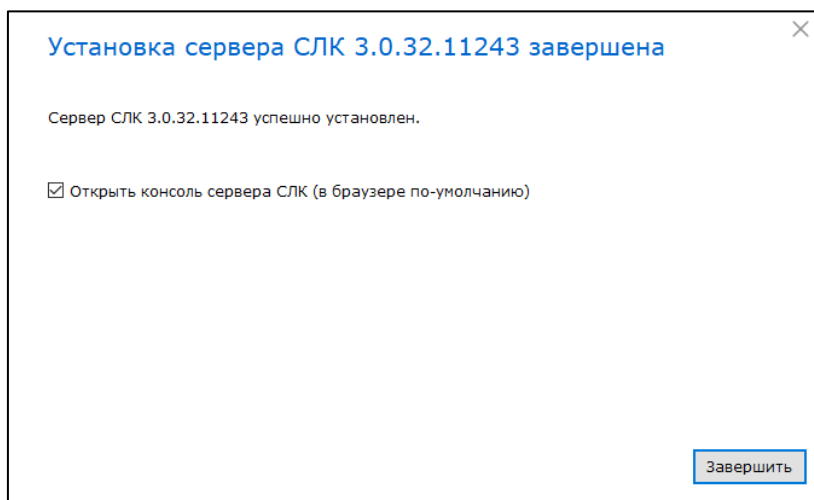 Установка сервера СЛК 3.0.32.11243 завершена
Сервер СЛК 3.0.32.11243 успешно установлен.
Открыть консоль сервера СЛК (в браузере по-умолчанию)
Завершить